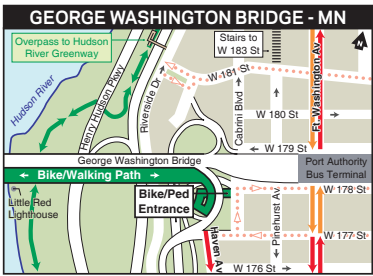 GEORGE WASHINGTON BRIDGE - MN
Overpass to Hudson
River Greenway
Stairs to
W 183 St
N
Hudson River
Henry Hudson Pkwy
Riverside Dr
W 181 St
Cabrini Blvd
Ft. Washington Av
W 180 St
W 179 St
George Washington Bridge
Port Authority
Bus Terminal
Bike/Walking Path
Bike/Ped
Entrance
W 178 St
Little Red
Lighthouse
Haven Av
Pinehurst Av
W 177 St
W 176 St